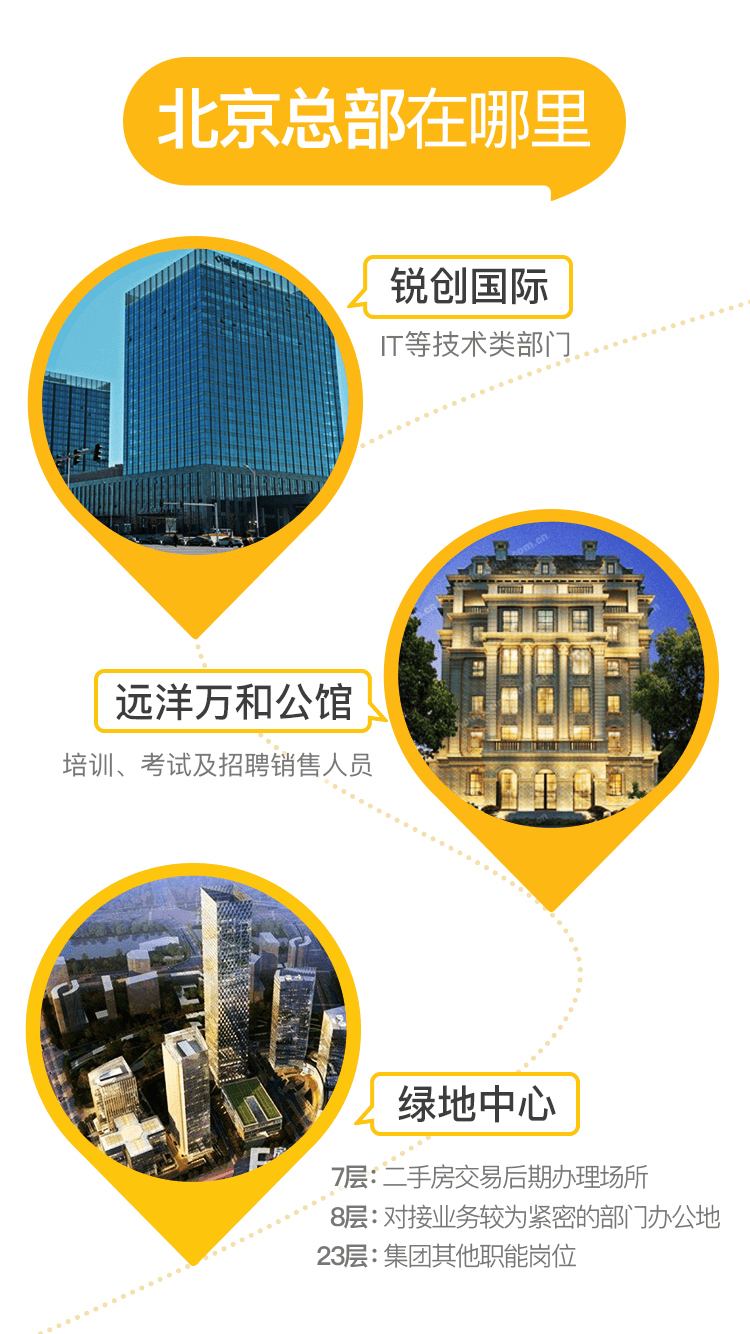 北京总部在哪里
锐创国际
IT等技术类部门
远洋万和公馆
培训、考试及招聘销售人员
绿地中心
7层：二手房交易后期办理场所
8层：对接业务较为紧密的部门办公地
23层：集团其他职能岗位